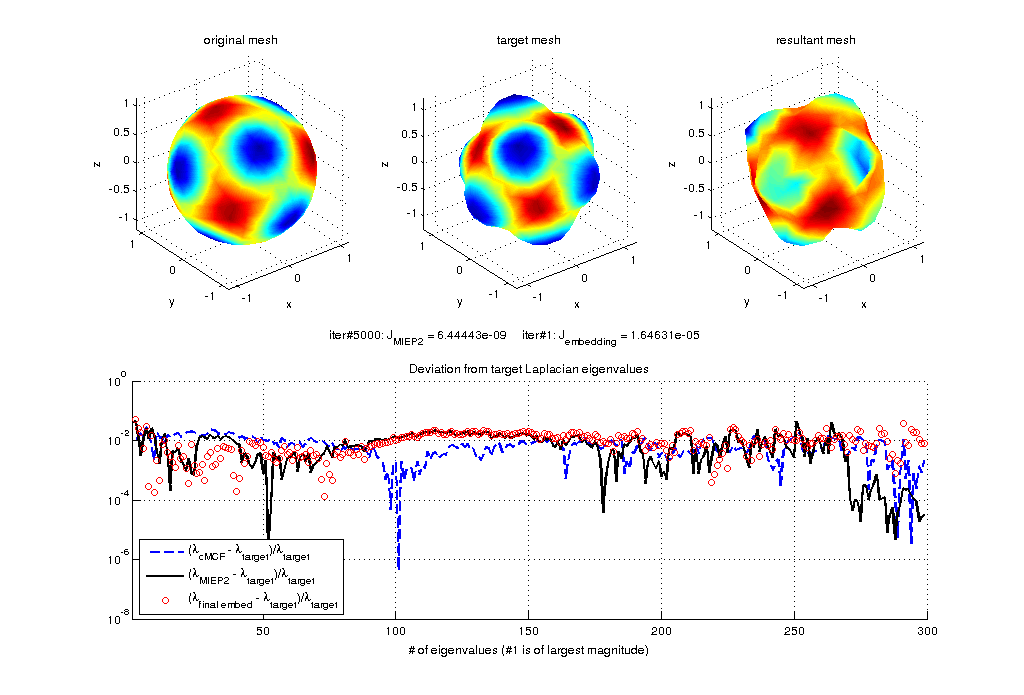 original mesh
target mesh
resultant mesh
1
0.5
0
-0.5
-1
z
1
0
-1
y
-1
0
1
x
1
0.5
0
-0.5
-1
z
1
0
-1
y
-1
0
1
x
1
0.5
0
-0.5
-1
z
1
0
-1
y
-1
0
1
x
iter#5000: J_MIEP2 = 6.44443e-09 iter#1: J_embedding = 1.64631e-05
Deviation from target Laplacian eigenvalues
10^0
10^-2
10^-4
10^-6
10^-8
(λ_cMCF - λ_target)/λ_target
(λ_MIEP2 - λ_target)/λ_target
(λ_final embed - λ_target)/λ_target
50
100
150
200
250
300
# of eigenvalues (#1 is of largest magnitude)